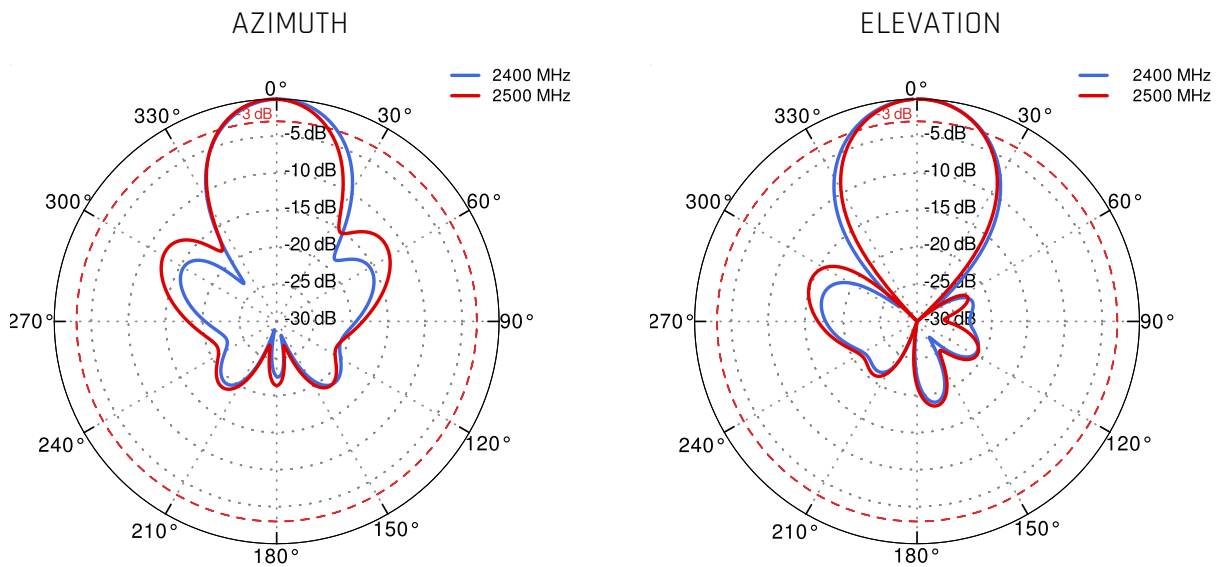 AZIMUTH
2400 MHz
2500 MHz
0°
-3 dB
330°
30°
-5 dB
-10 dB
300°
60°
-15 dB
-20 dB
-25 dB
270°
-30 dB
90°
240°
120°
210°
150°
180°
ELEVATION
2400 MHz
2500 MHz
0°
-3 dB
330°
30°
-5 dB
-10 dB
300°
60°
-15 dB
-20 dB
-25 dB
270°
-30 dB
90°
240°
120°
210°
150°
180°